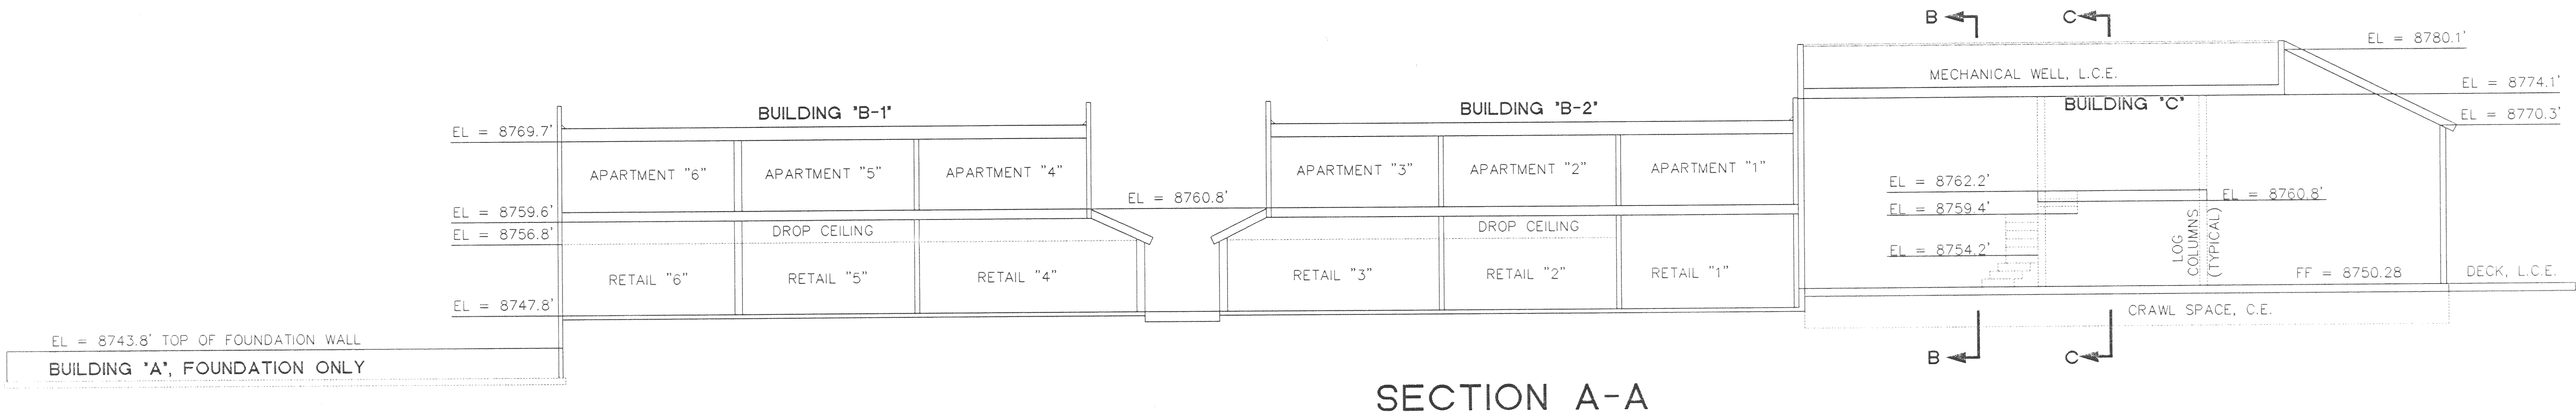 B
C
EL = 8780.1'
MECHANICAL WELL, L.C.E.
EL = 8774.1'
BUILDING "B-1"
BUILDING "B-2"
BUILDING "C"
EL = 8770.3'
EL = 8769.7'
APARTMENT "6"
APARTMENT "5"
APARTMENT "4"
APARTMENT "3"
APARTMENT "2"
APARTMENT "1"
EL = 8762.2'
EL = 8760.8'
EL = 8760.8'
EL = 8759.6'
EL = 8759.4'
EL = 8756.8'
DROP CEILING
DROP CEILING
EL = 8754.2'
LOG
COLUMNS
(TYPICAL)
RETAIL "6"
RETAIL "5"
RETAIL "4"
RETAIL "3"
RETAIL "2"
RETAIL "1"
FF = 8750.28
DECK, L.C.E.
EL = 8747.8'
CRAWL SPACE, C.E.
EL = 8743.8' TOP OF FOUNDATION WALL
BUILDING "A", FOUNDATION ONLY
B
C
SECTION A-A